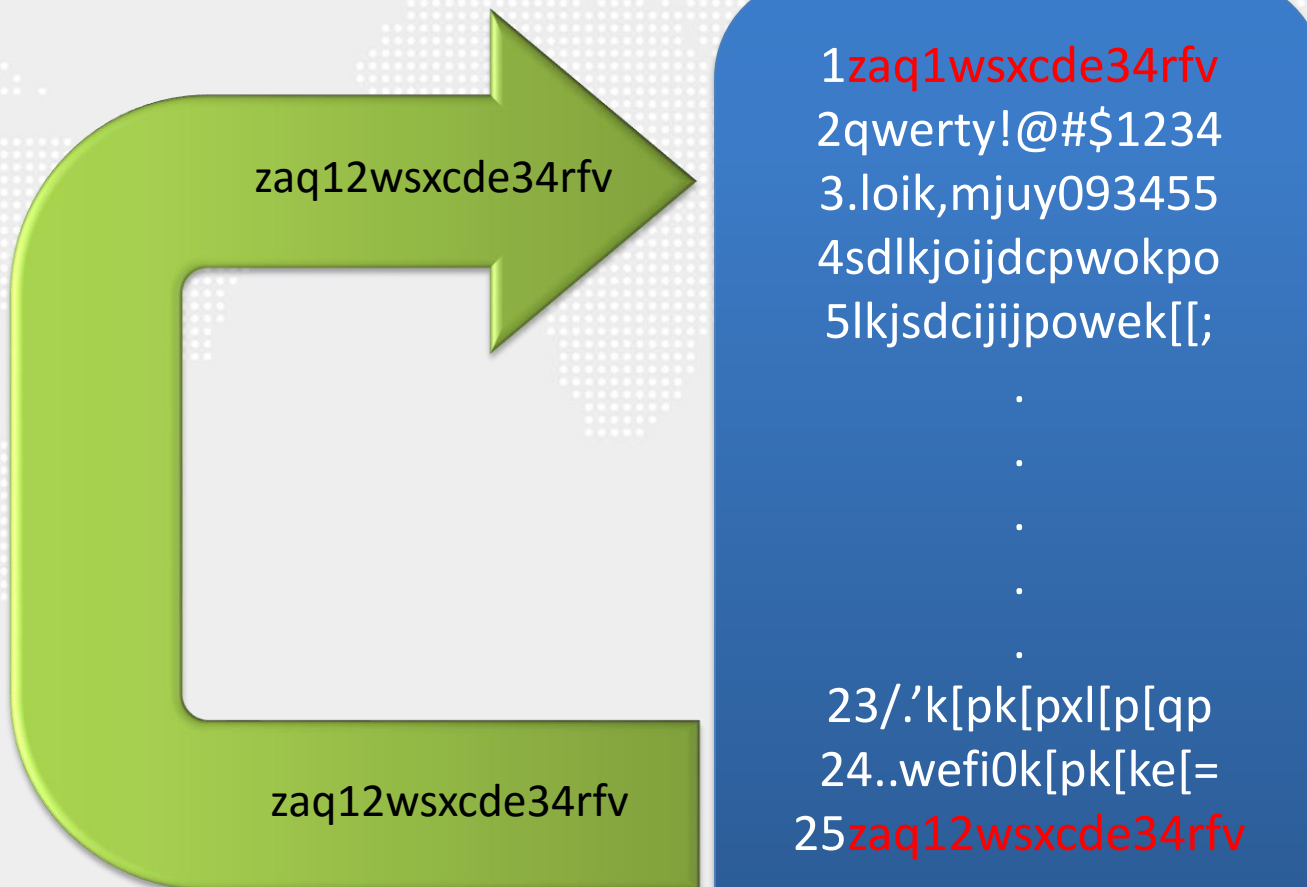 zaq12wsxcde34rfv
zaq12wsxcde34rfv
1zaq1wsxcde34rfv
2qwerty!@#$1234
3.loik,mjuy093455
4sdlkjoijdcpwokpo
5lkjsdcijijpowek[[;
.
.
.
.
.
23/.’k[pk[pxl[p[qp
24..wefi0k[pk[ke[=
25zaq12wsxcde34rfv